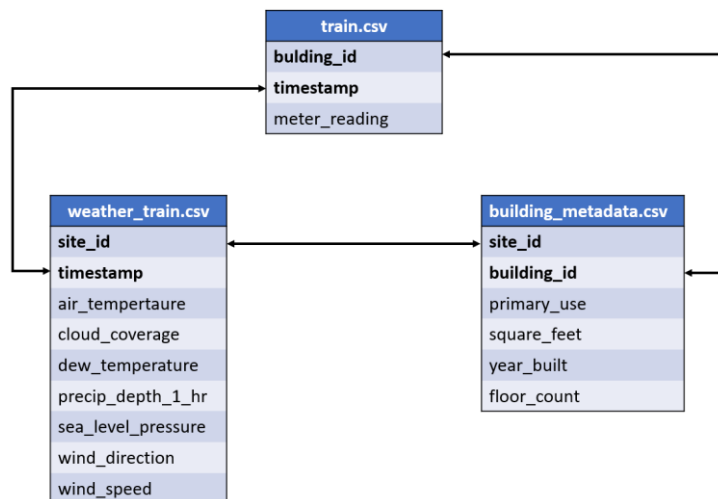 train.csv
bulding_id
timestamp
meter_reading
weather_train.csv
site_id
timestamp
air_tempertaure
cloud_coverage
dew_temperature
precip_depth_1_hr
sea_level_pressure
wind_direction
wind_speed
building_metadata.csv
site_id
building_id
primary_use
square_feet
year_built
floor_count